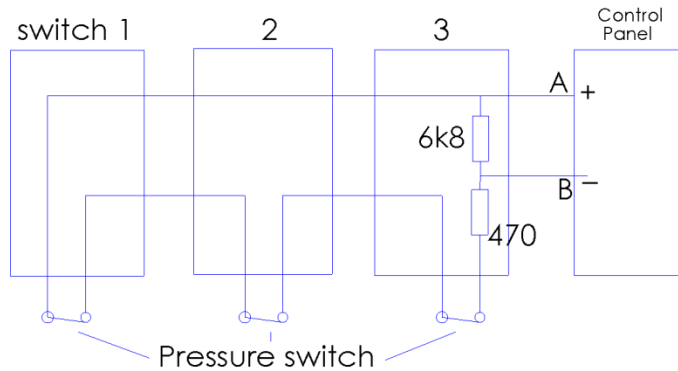 switch 1
2
3
Control
Panel
A
+
6k8
B
−
470
Pressure switch